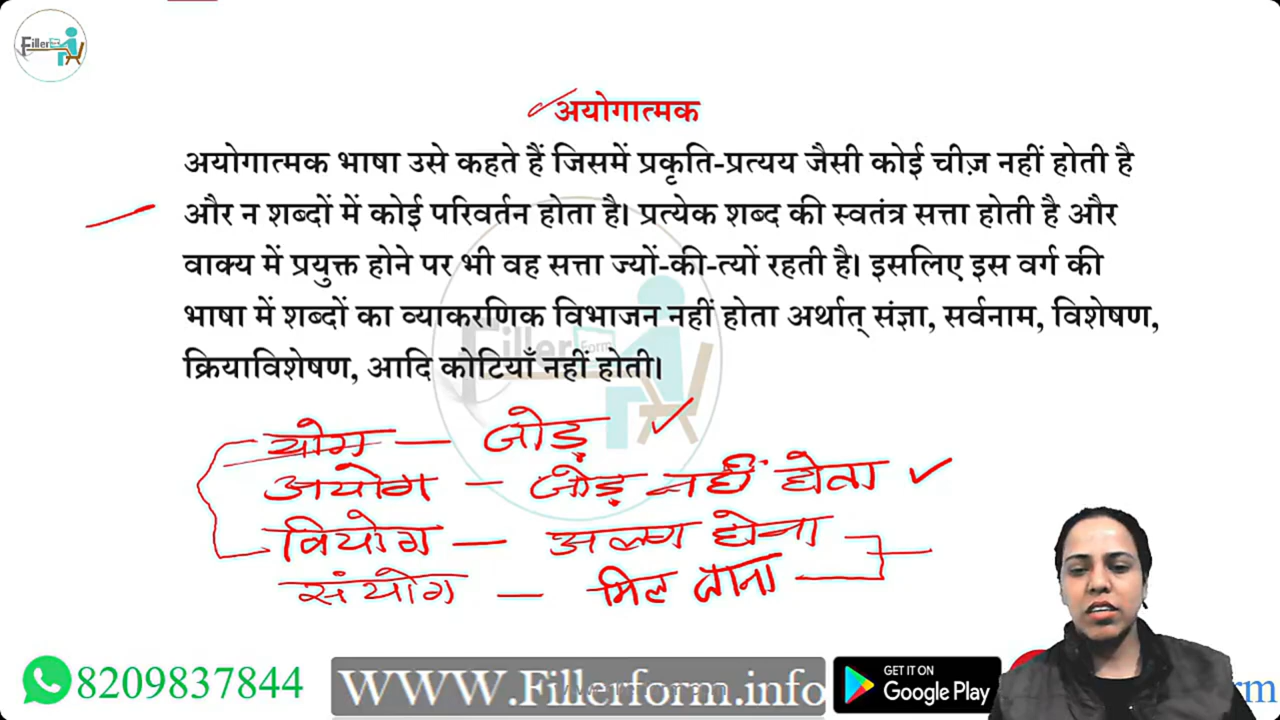 Fillerform
अयोगात्मक
अयोगात्मक भाषा उसे कहते हैं जिसमें प्रकृति-प्रत्यय जैसी कोई चीज़ नहीं होती है
और न शब्दों में कोई परिवर्तन होता है। प्रत्येक शब्द की स्वतंत्र सत्ता होती है और
वाक्य में प्रयुक्त होने पर भी वह सत्ता ज्यों-की-त्यों रहती है। इसलिए इस वर्ग की
भाषा में शब्दों का व्याकरणिक विभाजन नहीं होता अर्थात् संज्ञा, सर्वनाम, विशेषण,
क्रियाविशेषण, आदि कोटियाँ नहीं होती।
Fillerform
योग — जोड़
अयोग — जोड़ नहीं होता
वियोग — अलग होना
संयोग — मिल जाना
8209837844 WWW.Fillerform.info GET IT ON Google Play